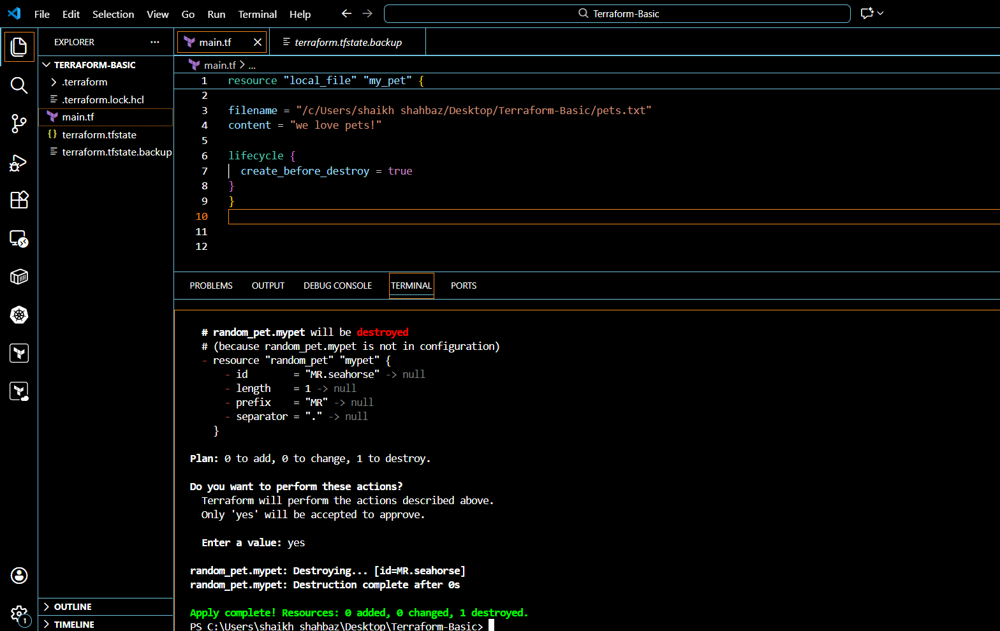 File Edit Selection View Go Run Terminal Help
Terraform-Basic
EXPLORER ...
main.tf
terraform.tfstate.backup
TERRAFORM-BASIC
.terraform
.terraform.lock.hcl
main.tf
terraform.tfstate
terraform.tfstate.backup
main.tf > ...
1 resource "local_file" "my_pet" {
2
3 filename = "/c/Users/shaikh shahbaz/Desktop/Terraform-Basic/pets.txt"
4 content = "we love pets!"
5
6 lifecycle {
7 create_before_destroy = true
8 }
9 }
10
11
12
PROBLEMS OUTPUT DEBUG CONSOLE TERMINAL PORTS
# random_pet.mypet will be destroyed
# (because random_pet.mypet is not in configuration)
- resource "random_pet" "mypet" {
- id = "MR.seahorse" -> null
- length = 1 -> null
- prefix = "MR" -> null
- separator = "." -> null
}
Plan: 0 to add, 0 to change, 1 to destroy.
Do you want to perform these actions?
Terraform will perform the actions described above.
Only 'yes' will be accepted to approve.
Enter a value: yes
random_pet.mypet: Destroying... [id=MR.seahorse]
random_pet.mypet: Destruction complete after 0s
Apply complete! Resources: 0 added, 0 changed, 1 destroyed.
PS C:\Users\shaikh shahbaz\Desktop\Terraform-Basic>
OUTLINE
TIMELINE
1